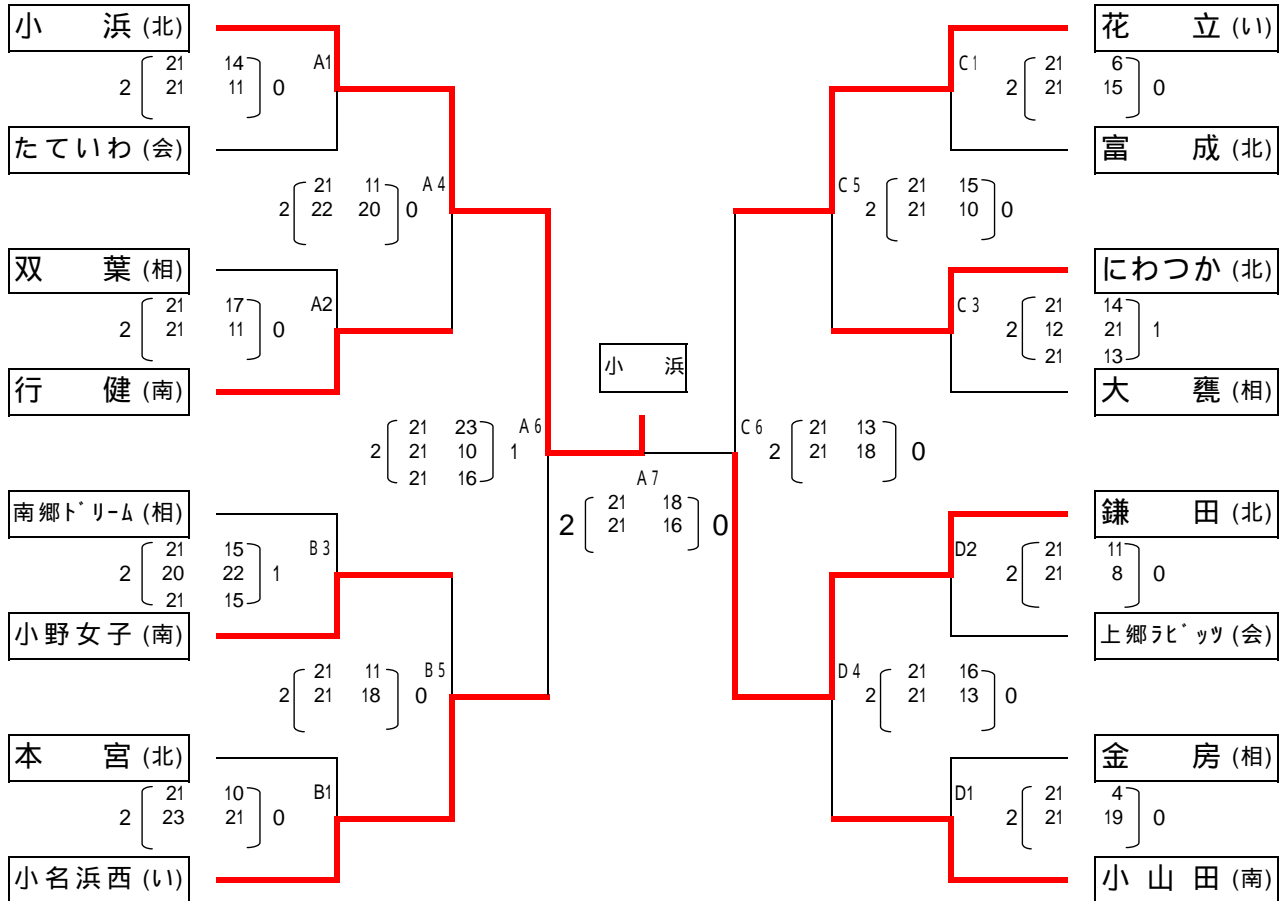 小 浜 (北)
A1
21 14
2 21 11 0
たていわ (会)
A4
21 11
2 22 20 0
双 葉 (相)
A2
21 17
2 21 11 0
行 健 (南)
A6
21 23
2 21 10 1
21 16
南郷ドリーム (相)
B3
21 15
2 20 22 1
21 15
小野女子 (南)
B5
21 11
2 21 18 0
本 宮 (北)
B1
21 10
2 23 21 0
小名浜西 (い)
小 浜
A7
21 18
2 21 16 0
花 立 (い)
C1
21 6
2 21 15 0
富 成 (北)
C5
21 15
2 21 10 0
にわつか (北)
C3
21 14
2 12 21 1
21 13
大 甕 (相)
C6
21 13
2 21 18 0
鎌 田 (北)
D2
21 11
2 21 8 0
上郷ラビッツ (会)
D4
21 16
2 21 13 0
金 房 (相)
D1
21 4
2 21 19 0
小 山 田 (南)